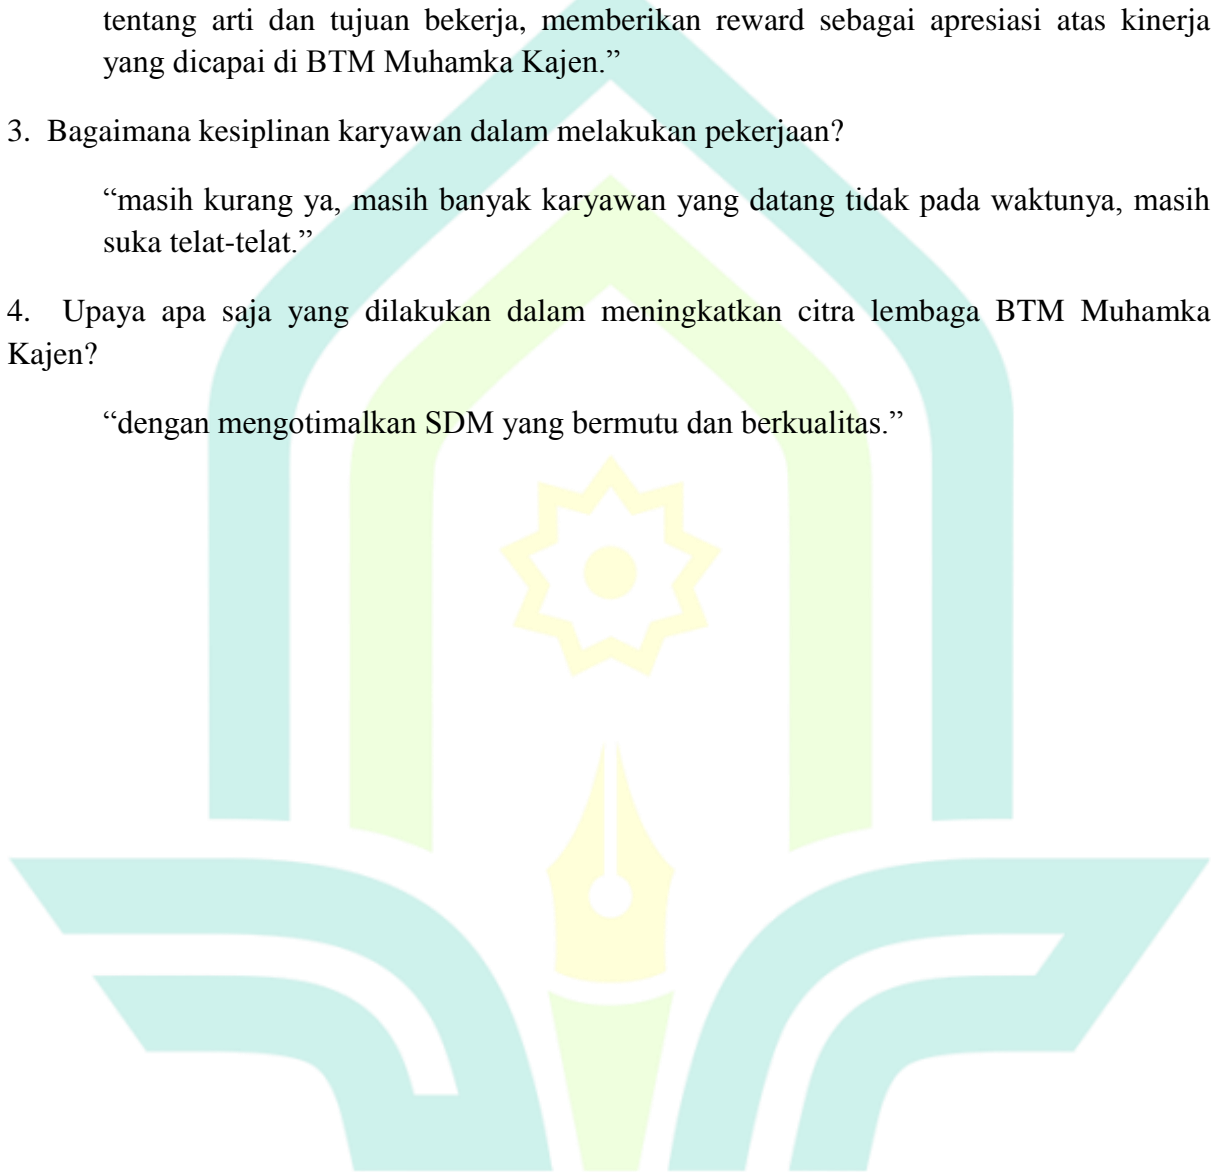 tentang arti dan tujuan bekerja, memberikan reward sebagai apresiasi atas kinerja
yang dicapai di BTM Muhamka Kajen.”
3. Bagaimana kesiplinan karyawan dalam melakukan pekerjaan?
“masih kurang ya, masih banyak karyawan yang datang tidak pada waktunya, masih
suka telat-telat.”
4. Upaya apa saja yang dilakukan dalam meningkatkan citra lembaga BTM Muhamka
Kajen?
“dengan mengotimalkan SDM yang bermutu dan berkualitas.”